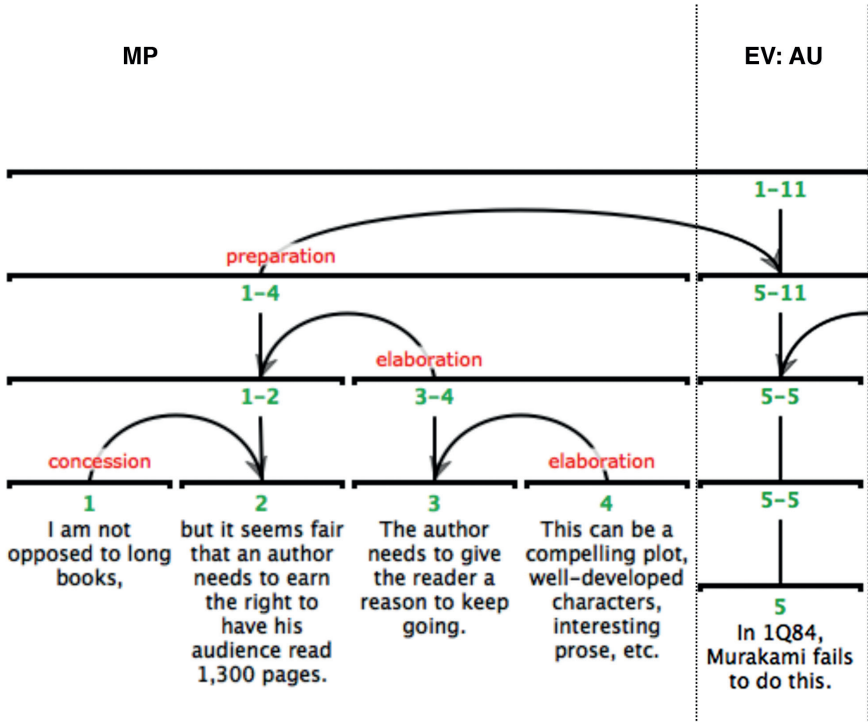 MP
EV: AU
1-11
preparation
1-4
5-11
elaboration
1-2
3-4
5-5
concession
elaboration
1
2
3
4
5-5
I am not
opposed to long
books,
but it seems fair
that an author
needs to earn
the right to
have his
audience read
1,300 pages.
The author
needs to give
the reader a
reason to keep
going.
This can be a
compelling plot,
well-developed
characters,
interesting
prose, etc.
5
In 1Q84,
Murakami fails
to do this.